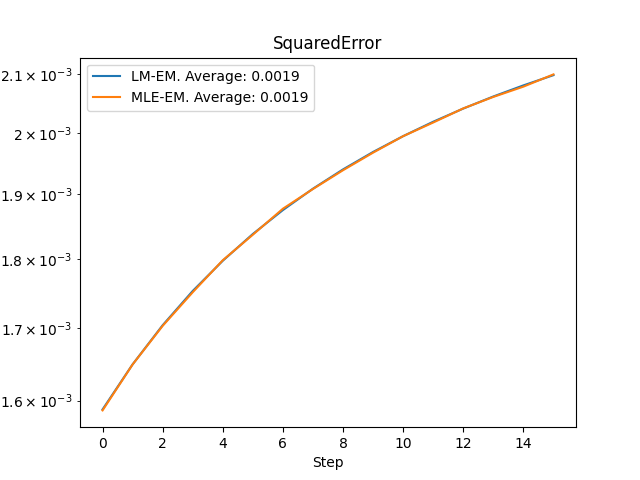 SquaredError
LM-EM. Average: 0.0019
MLE-EM. Average: 0.0019
2.1 × 10⁻³
2 × 10⁻³
1.9 × 10⁻³
1.8 × 10⁻³
1.7 × 10⁻³
1.6 × 10⁻³
0 2 4 6 8 10 12 14
Step